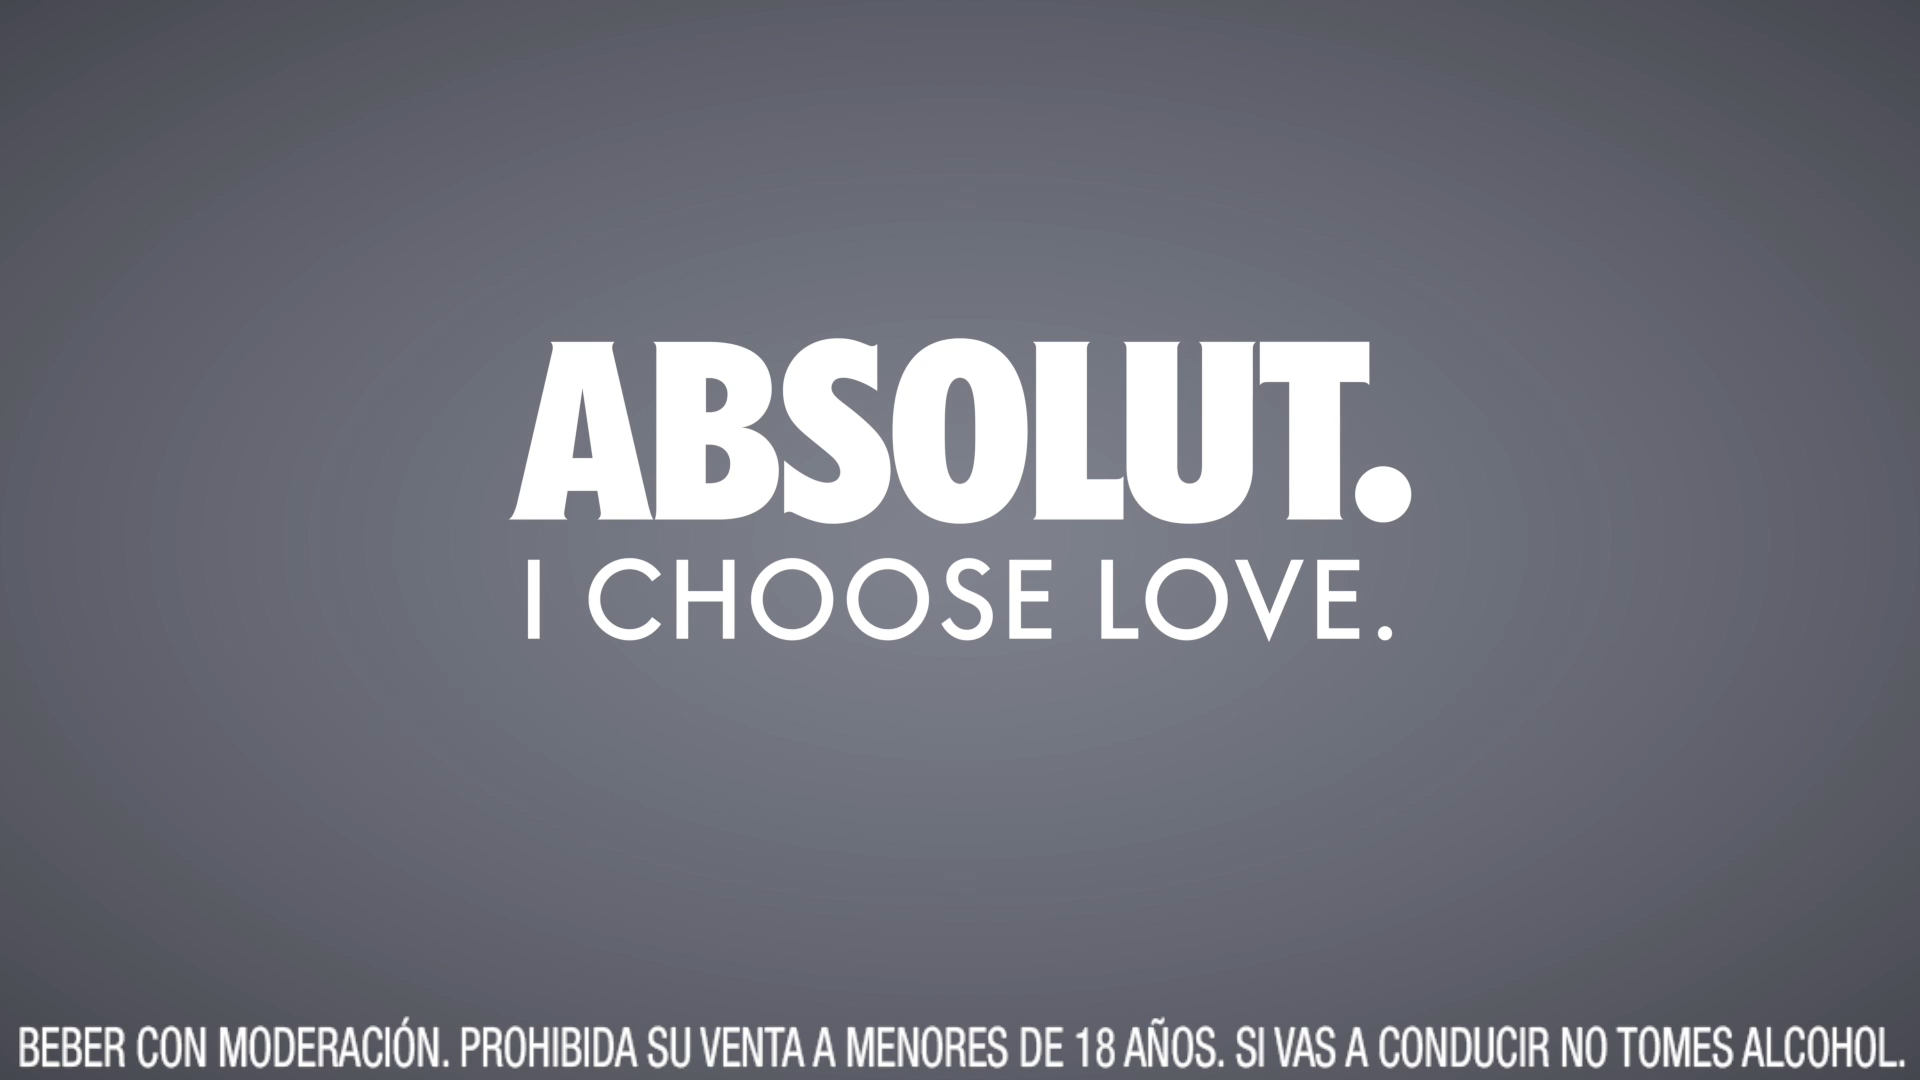 ABSOLUT.
I CHOOSE LOVE.
BEBER CON MODERACIÓN. PROHIBIDA SU VENTA A MENORES DE 18 AÑOS. SI VAS A CONDUCIR NO TOMES ALCOHOL.